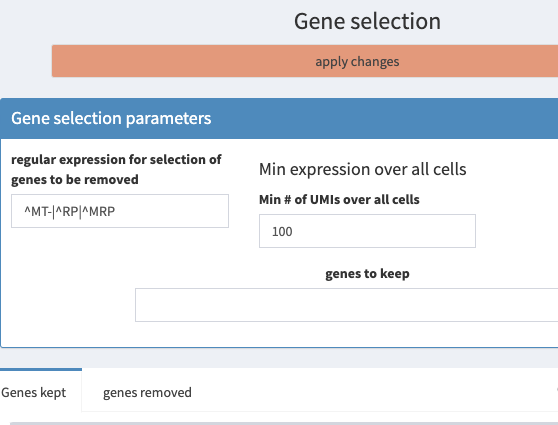 Gene selection
apply changes
Gene selection parameters
regular expression for selection of
genes to be removed
^MT-|^RP|^MRP
Min expression over all cells
Min # of UMIs over all cells
100
genes to keep
Genes kept
genes removed